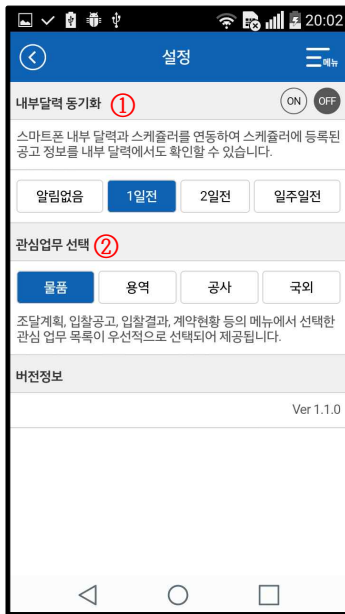 20:02
설정
메뉴
내부달력 동기화 ① ON OFF
스마트폰 내부 달력과 스케쥴러를 연동하여 스케쥴러에 등록된
공고 정보를 내부 달력에서도 확인할 수 있습니다.
알림없음 1일전 2일전 일주일전
관심업무 선택 ②
물품 용역 공사 국외
조달계획, 입찰공고, 입찰결과, 계약현황 등의 메뉴에서 선택한
관심 업무 목록이 우선적으로 선택되어 제공됩니다.
버전정보
Ver 1.1.0